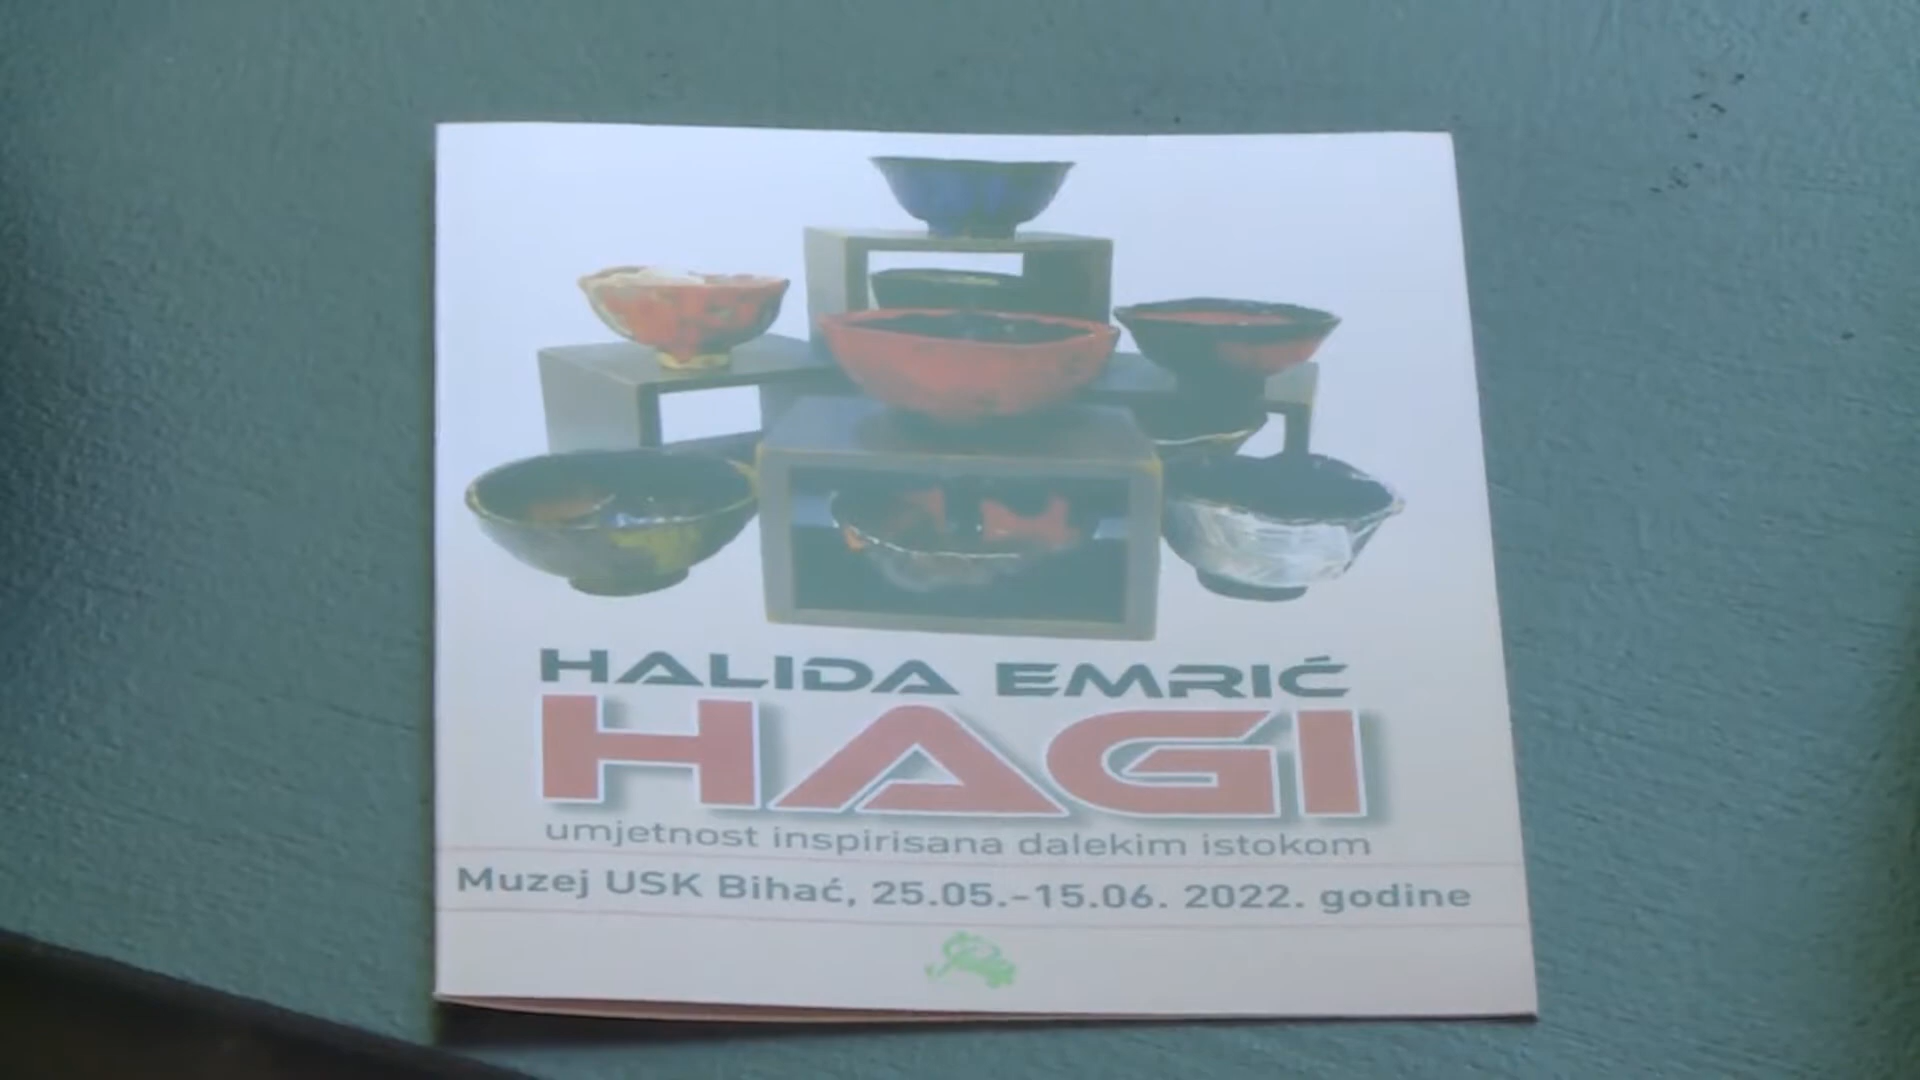 HALIDA EMRIĆ
HAGI
umjetnost inspirisana dalekim istokom
Muzej USK Bihać, 25.05.-15.06. 2022. godine